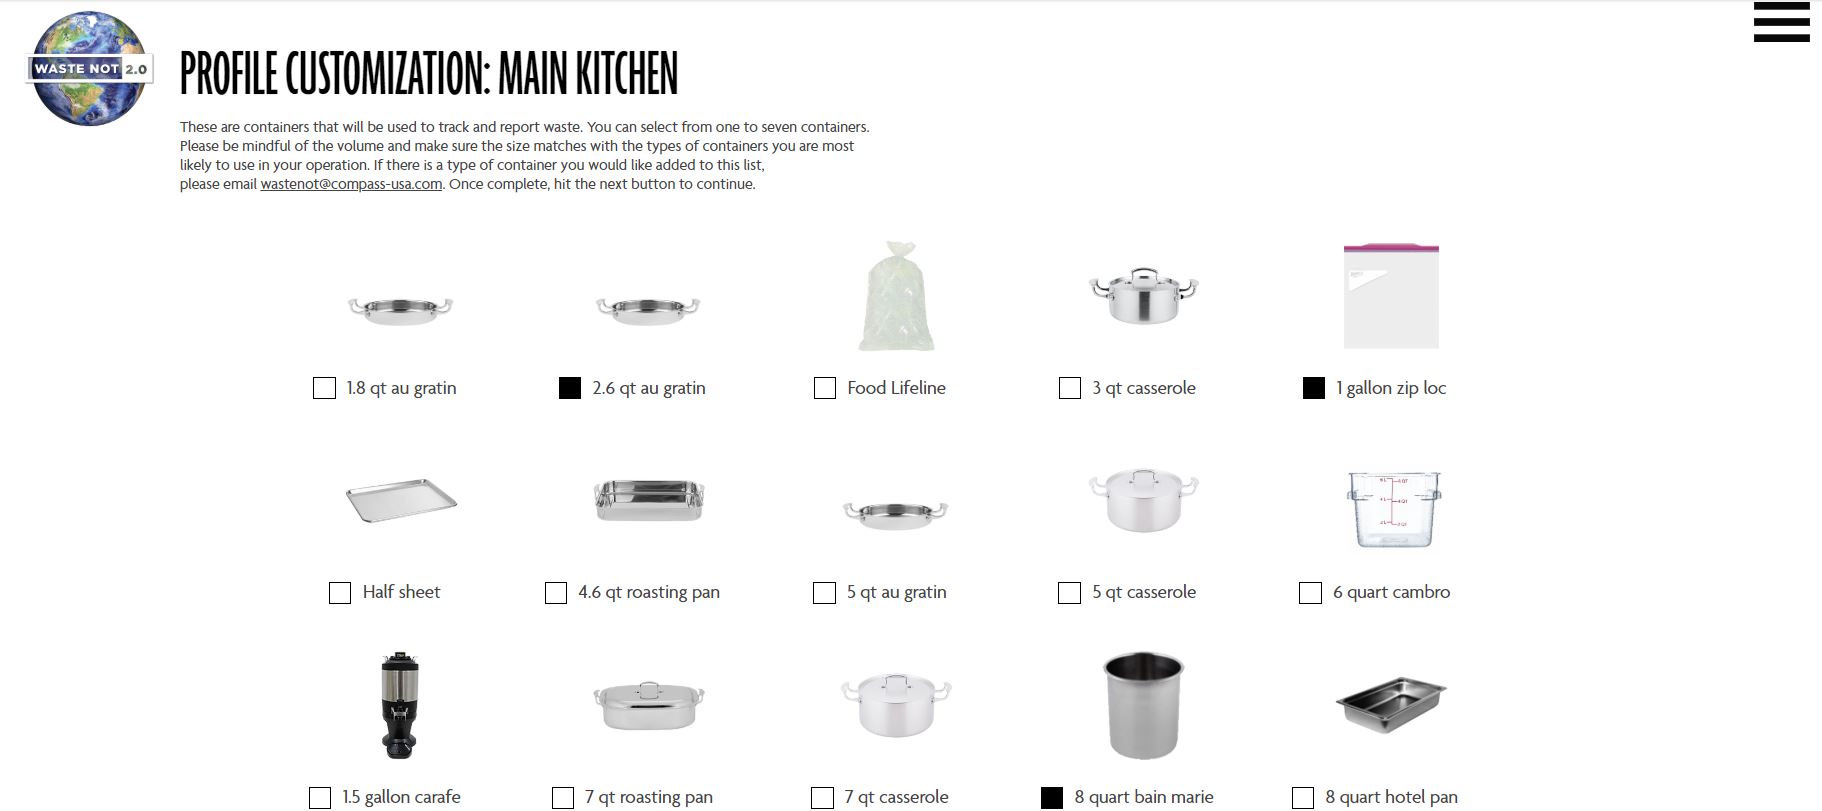 WASTE NOT 2.0
PROFILE CUSTOMIZATION: MAIN KITCHEN
These are containers that will be used to track and report waste. You can select from one to seven containers.
Please be mindful of the volume and make sure the size matches with the types of containers you are most
likely to use in your operation. If there is a type of container you would like added to this list,
please email wastenot@compass-usa.com. Once complete, hit the next button to continue.
1.8 qt au gratin
2.6 qt au gratin
Food Lifeline
3 qt casserole
1 gallon zip loc
Half sheet
4.6 qt roasting pan
5 qt au gratin
5 qt casserole
6 quart cambro
1.5 gallon carafe
7 qt roasting pan
7 qt casserole
8 quart bain marie
8 quart hotel pan